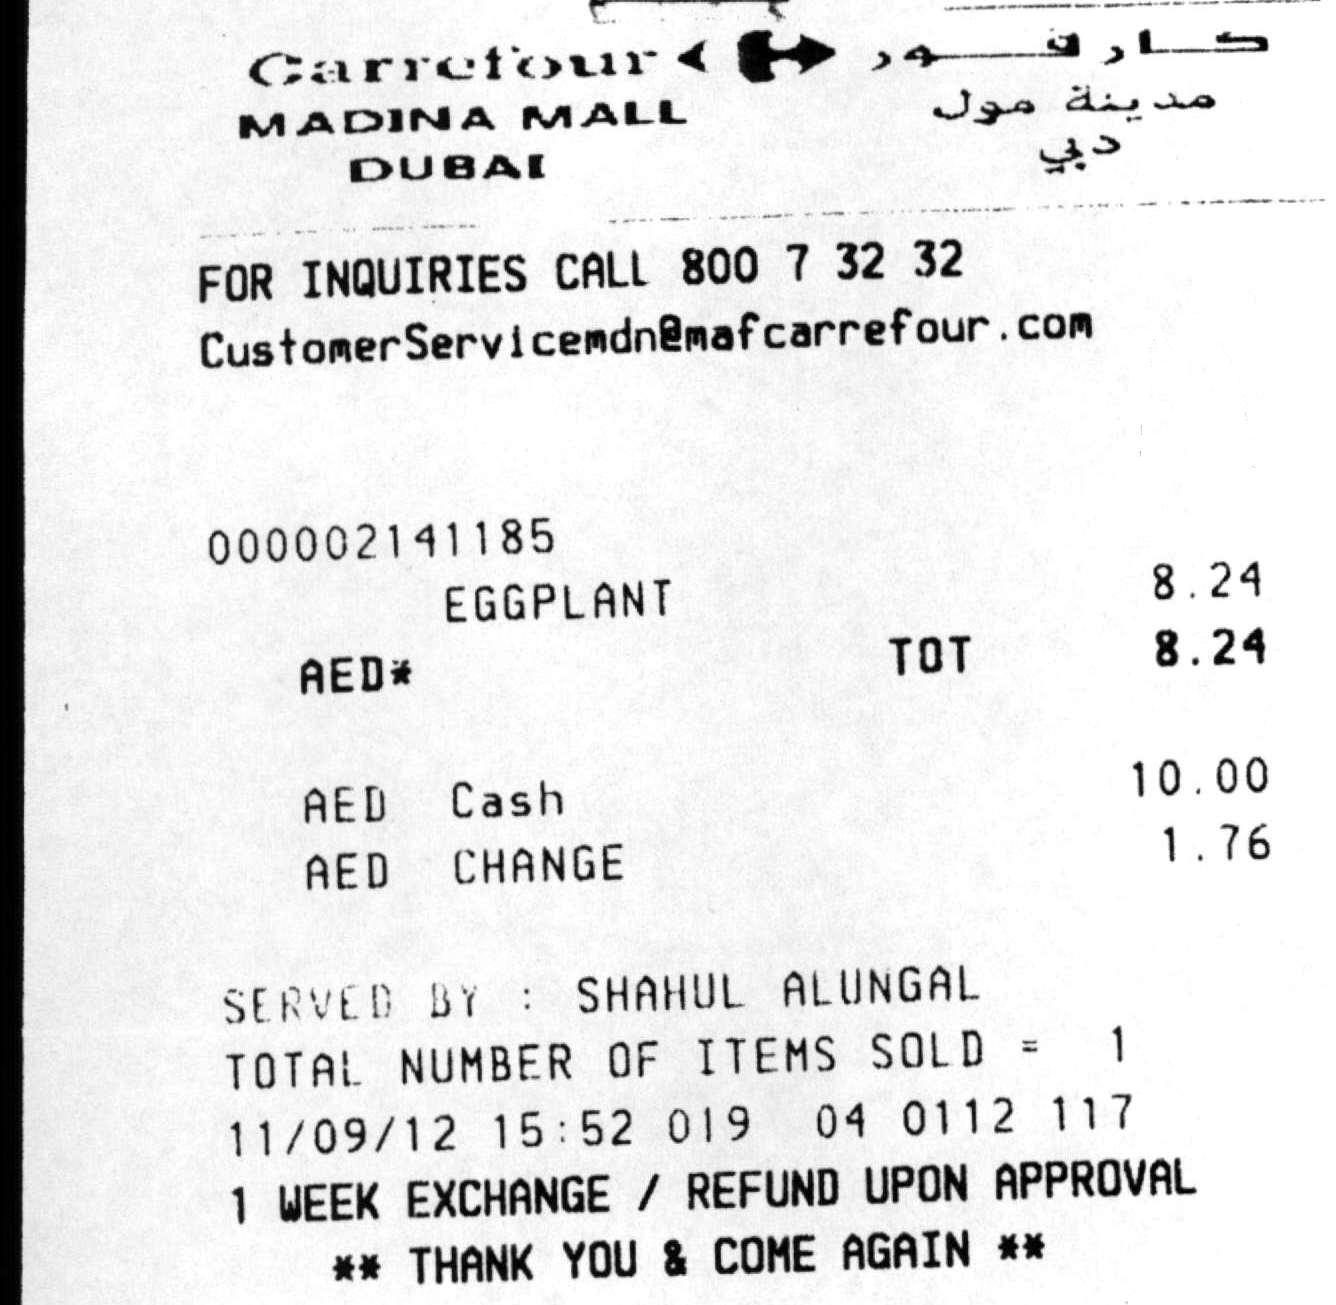 Carrefour كارفور
MADINA MALL مدينة مول
DUBAI دبي
FOR INQUIRIES CALL 800 7 32 32
CustomerServicemdn@mafcarrefour.com
000002141185
EGGPLANT 8.24
AED* TOT 8.24
AED Cash 10.00
AED CHANGE 1.76
SERVED BY : SHAHUL ALUNGAL
TOTAL NUMBER OF ITEMS SOLD = 1
11/09/12 15:52 019 04 0112 117
1 WEEK EXCHANGE / REFUND UPON APPROVAL
** THANK YOU & COME AGAIN **